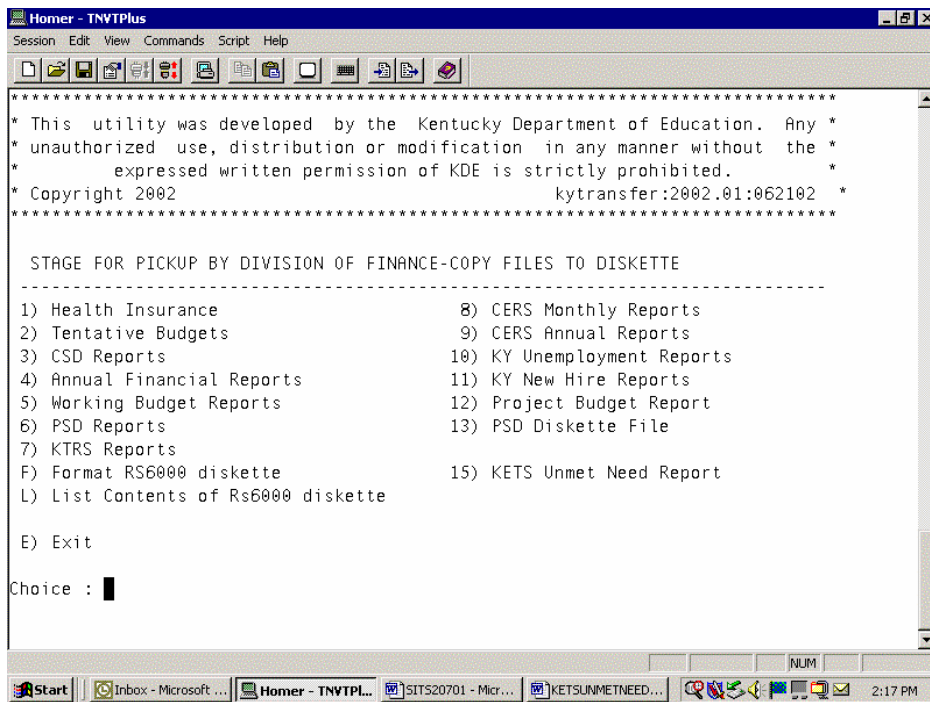 Homer - TNVTPlus
Session Edit View Commands Script Help
*******************************************************************************
* This utility was developed by the Kentucky Department of Education. Any *
* unauthorized use, distribution or modification in any manner without the *
* expressed written permission of KDE is strictly prohibited. *
* Copyright 2002 kytransfer:2002.01:062102 *
*******************************************************************************
STAGE FOR PICKUP BY DIVISION OF FINANCE-COPY FILES TO DISKETTE
-----------------------------------------------------------------------------
1) Health Insurance 8) CERS Monthly Reports
2) Tentative Budgets 9) CERS Annual Reports
3) CSD Reports 10) KY Unemployment Reports
4) Annual Financial Reports 11) KY New Hire Reports
5) Working Budget Reports 12) Project Budget Report
6) PSD Reports 13) PSD Diskette File
7) KTRS Reports
F) Format RS6000 diskette 15) KETS Unmet Need Report
L) List Contents of Rs6000 diskette
E) Exit
Choice :
NUM
Start Inbox - Microsoft ... Homer - TNVTPl... SITS20701 - Micr... KETSUNMETNEED... 2:17 PM